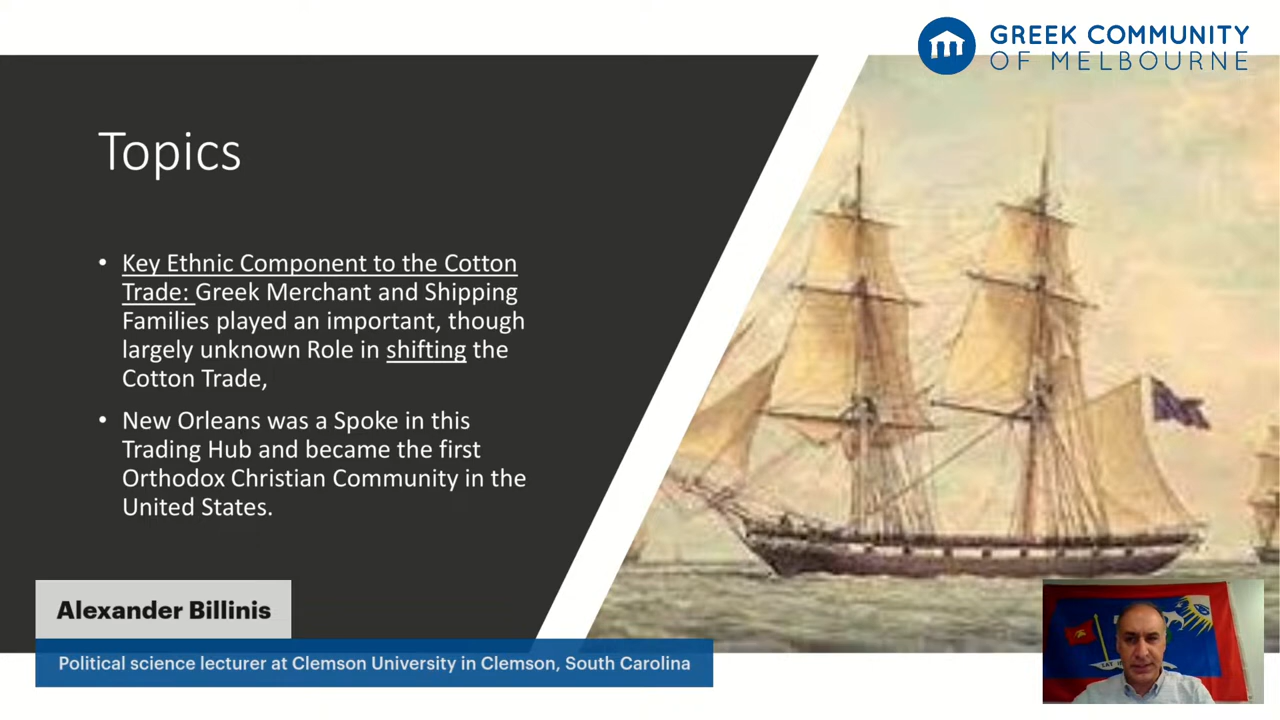 GREEK COMMUNITY
OF MELBOURNE
Topics
• Key Ethnic Component to the Cotton
Trade: Greek Merchant and Shipping
Families played an important, though
largely unknown Role in shifting the
Cotton Trade,
• New Orleans was a Spoke in this
Trading Hub and became the first
Orthodox Christian Community in the
United States.
Alexander Billinis
Political science lecturer at Clemson University in Clemson, South Carolina